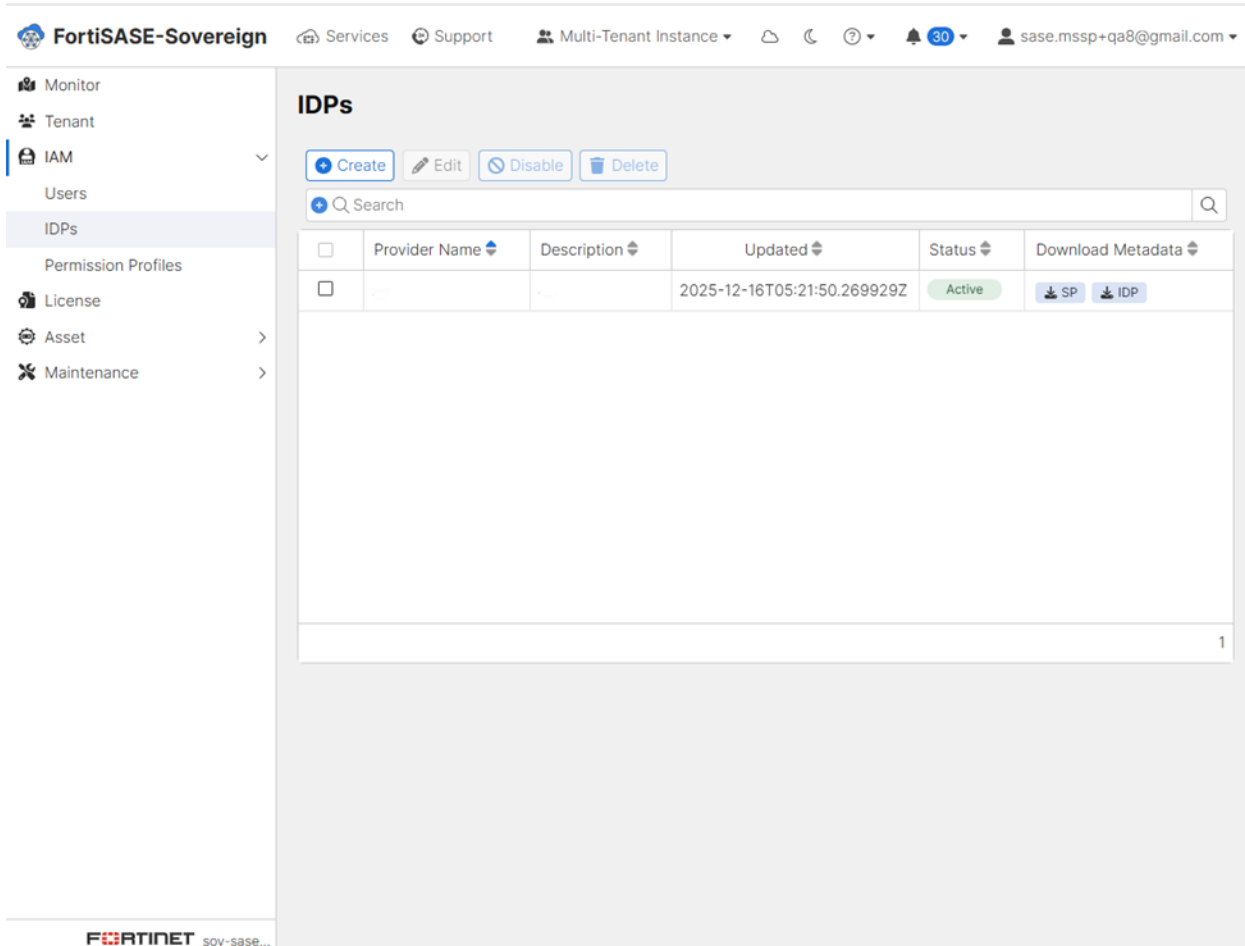 FortiSASE-Sovereign Services Support Multi-Tenant Instance 30 sase.mssp+qa8@gmail.com
Monitor
Tenant
IAM
Users
IDPs
Permission Profiles
License
Asset
Maintenance
IDPs
Create Edit Disable Delete
Search
Provider Name Description Updated Status Download Metadata
2025-12-16T05:21:50.269929Z Active SP IDP
1
FORTINET sov-sase...